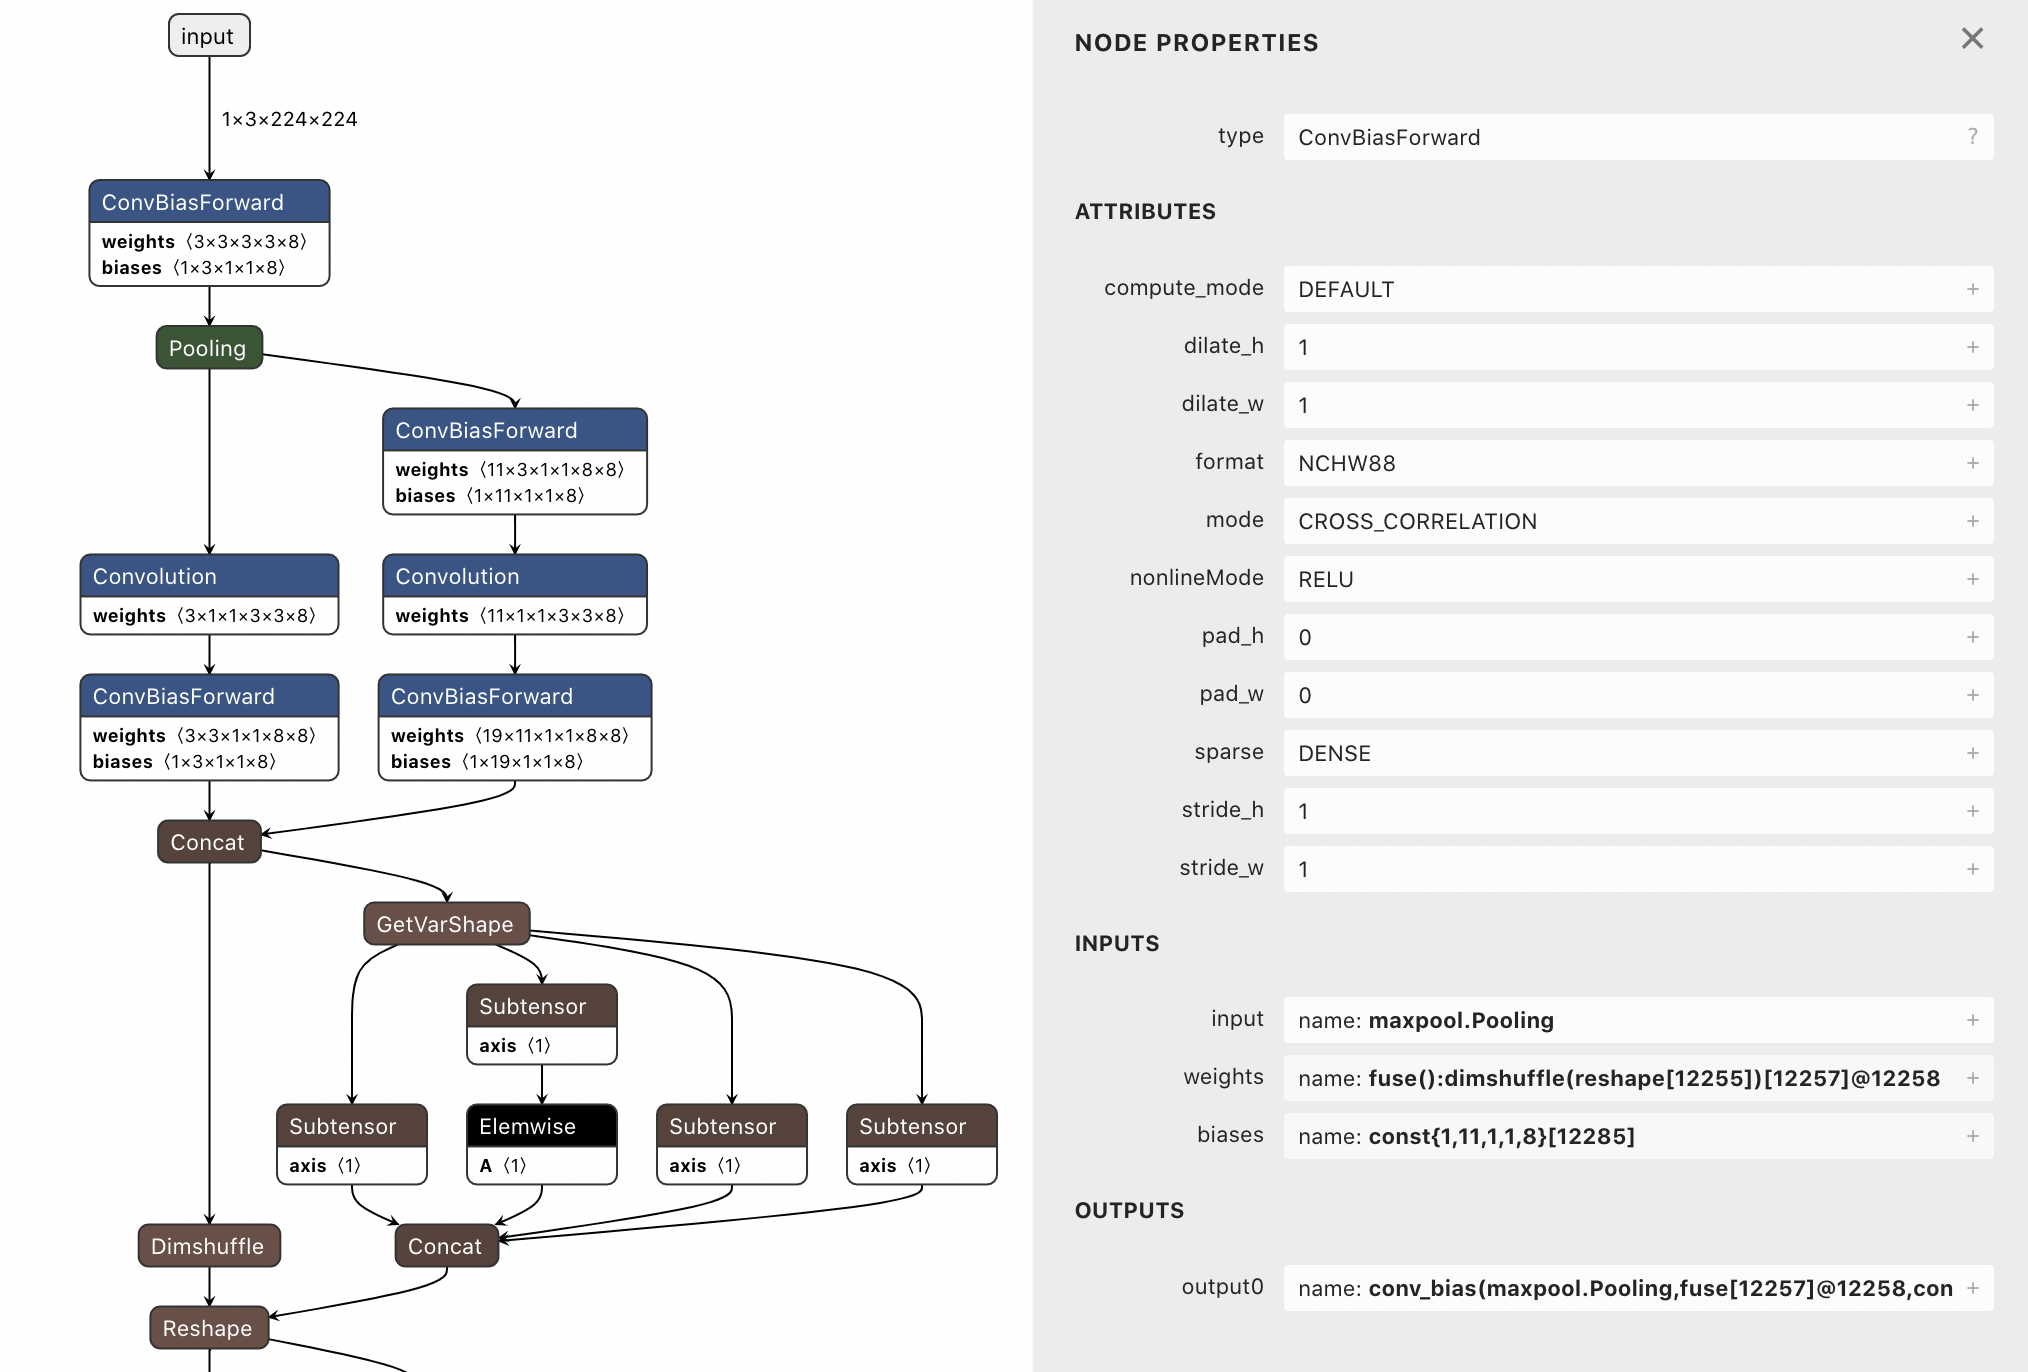 input
1×3×224×224
ConvBiasForward
weights ⟨3×3×3×3×8⟩
biases ⟨1×3×1×1×8⟩
Pooling
ConvBiasForward
weights ⟨11×3×1×1×8×8⟩
biases ⟨1×11×1×1×8⟩
Convolution
weights ⟨3×1×1×3×3×8⟩
Convolution
weights ⟨11×1×1×3×3×8⟩
ConvBiasForward
weights ⟨3×3×1×1×8×8⟩
biases ⟨1×3×1×1×8⟩
ConvBiasForward
weights ⟨19×11×1×1×8×8⟩
biases ⟨1×19×1×1×8⟩
Concat
GetVarShape
Subtensor
axis ⟨1⟩
Subtensor
axis ⟨1⟩
Elemwise
A ⟨1⟩
Subtensor
axis ⟨1⟩
Subtensor
axis ⟨1⟩
Dimshuffle
Concat
Reshape
NODE PROPERTIES ✕
type ConvBiasForward ?
ATTRIBUTES
compute_mode DEFAULT +
dilate_h 1 +
dilate_w 1 +
format NCHW88 +
mode CROSS_CORRELATION +
nonlineMode RELU +
pad_h 0 +
pad_w 0 +
sparse DENSE +
stride_h 1 +
stride_w 1 +
INPUTS
input name: maxpool.Pooling +
weights name: fuse():dimshuffle(reshape[12255])[12257]@12258 +
biases name: const{1,11,1,1,8}[12285] +
OUTPUTS
output0 name: conv_bias(maxpool.Pooling,fuse[12257]@12258,con +